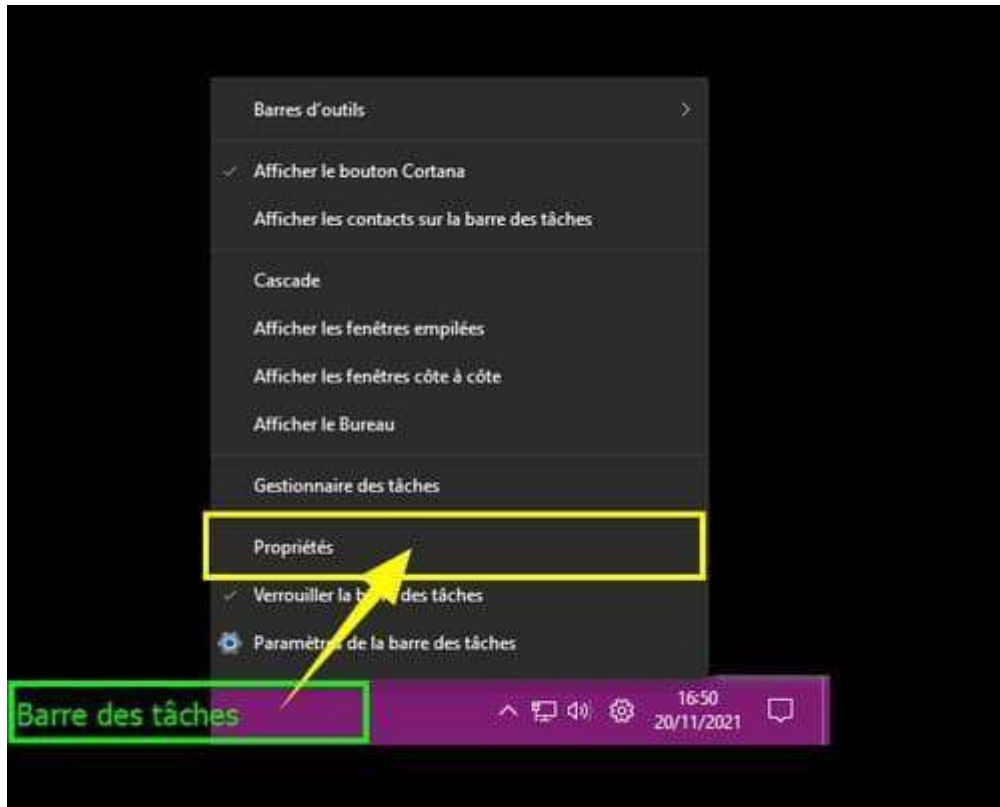 Barres d'outils
Afficher le bouton Cortana
Afficher les contacts sur la barre des tâches
Cascade
Afficher les fenêtres empilées
Afficher les fenêtres côte à côte
Afficher le Bureau
Gestionnaire des tâches
Propriétés
Verrouiller la barre des tâches
Paramètres de la barre des tâches
Barre des tâches
16:50
20/11/2021